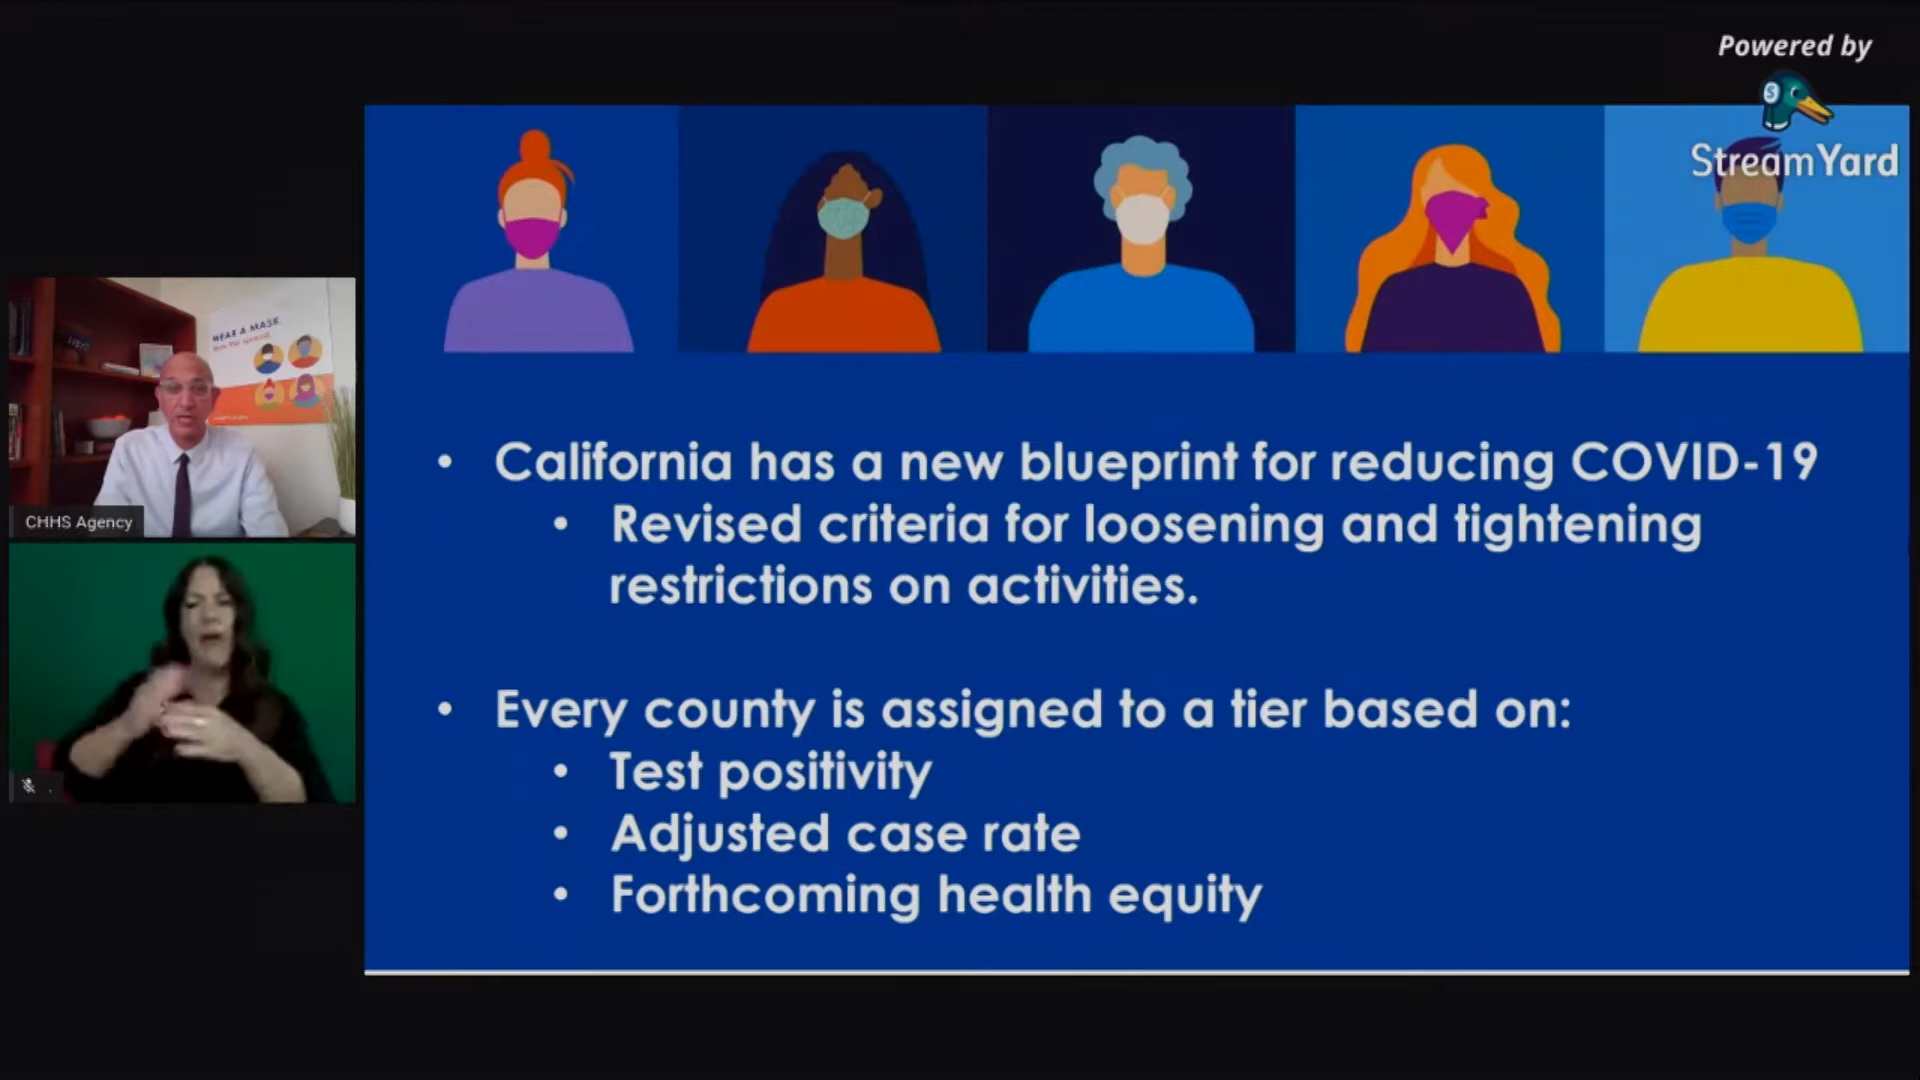 Powered by
StreamYard
WEAR A MASK.
CHHS Agency
• California has a new blueprint for reducing COVID-19
• Revised criteria for loosening and tightening
restrictions on activities.
• Every county is assigned to a tier based on:
• Test positivity
• Adjusted case rate
• Forthcoming health equity